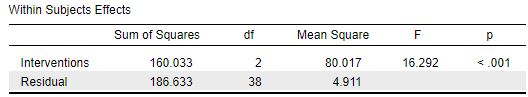 Within Subjects Effects
Sum of Squares df Mean Square F p
Interventions 160.033 2 80.017 16.292 < .001
Residual 186.633 38 4.911